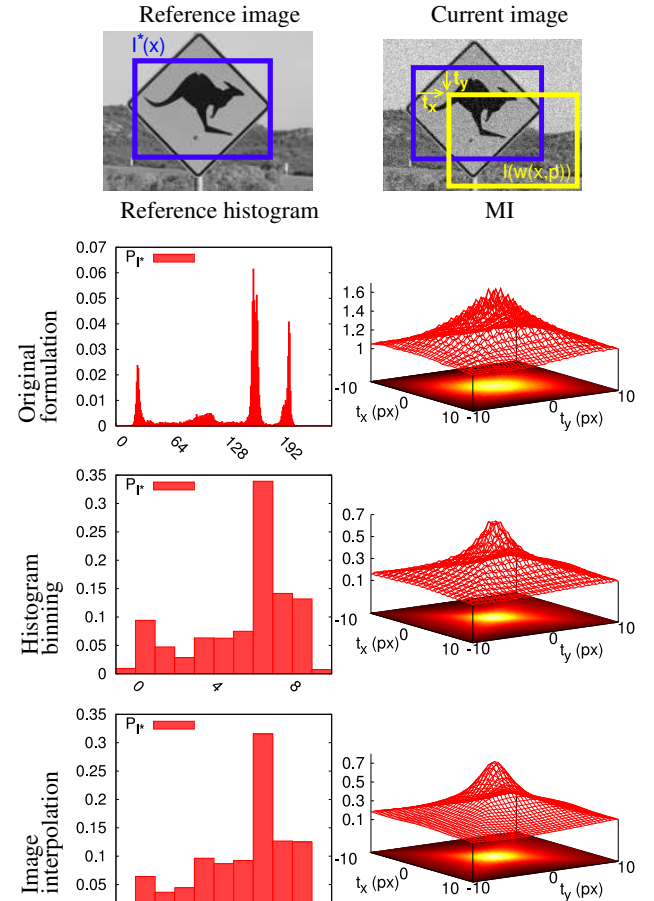 Reference image
Current image
I*(x)
t_y
t_x
I(w(x,p))
Reference histogram
MI
Original formulation
0.07
0.06
0.05
0.04
0.03
0.02
0.01
0
P_I*
0 64 128 192
1.6
1.4
1.2
1
-10
0
10
t_x (px)
-10
0
10
t_y (px)
Histogram binning
0.35
0.3
0.25
0.2
0.15
0.1
0.05
0
P_I*
0 4 8
0.7
0.5
0.3
0.1
-10
0
10
t_x (px)
-10
0
10
t_y (px)
Image interpolation
0.35
0.3
0.25
0.2
0.15
0.1
0.05
P_I*
0.7
0.5
0.3
0.1
-10
0
10
t_x (px)
-10
0
10
t_y (px)